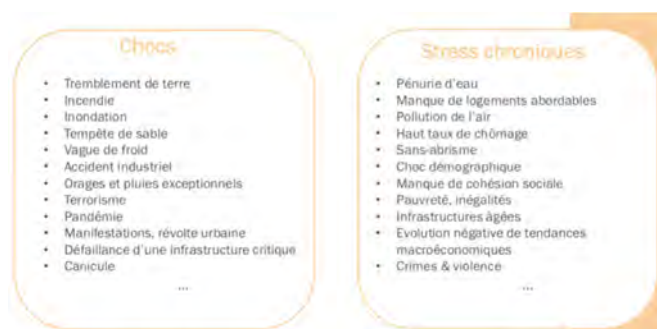 Chocs
• Tremblement de terre
• Incendie
• Inondation
• Tempête de sable
• Vague de froid
• Accident industriel
• Orages et pluies exceptionnels
• Terrorisme
• Pandémie
• Manifestations, révolte urbaine
• Défaillance d'une infrastructure critique
• Canicule
...
Stress chroniques
• Pénurie d'eau
• Manque de logements abordables
• Pollution de l'air
• Haut taux de chômage
• Sans-abrisme
• Choc démographique
• Manque de cohésion sociale
• Pauvreté, inégalités
• Infrastructures âgées
• Evolution négative de tendances
macroéconomiques
• Crimes & violence
...